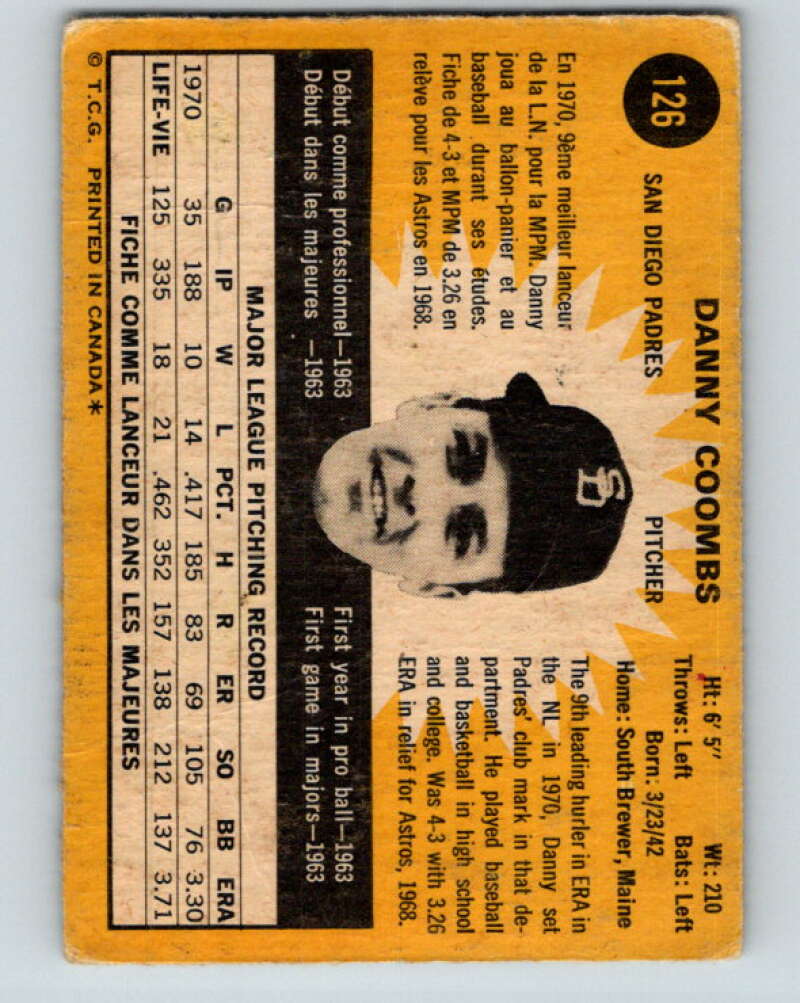 126
DANNY COOMBS
SAN DIEGO PADRES PITCHER
Ht: 6' 5" Wt: 210
Throws: Left Bats: Left
Born: 3/23/42
Home: South Brewer, Maine
En 1970, 9ème meilleur lanceur
de la L.N. pour la MPM. Danny
joua au ballon-panier et au
baseball durant ses études.
Fiche de 4-3 et MPM de 3.26 en
relève pour les Astros en 1968.
SD
The 9th leading hurler in ERA in
the NL in 1970, Danny set
Padres' club mark in that de-
partment. He played baseball
and basketball in high school
and college. Was 4-3 with 3.26
ERA in relief for Astros, 1968.
Début comme professionnel—1963
Début dans les majeures —1963
First year in pro ball—1963
First game in majors—1963
MAJOR LEAGUE PITCHING RECORD
G IP W L PCT. H R ER SO BB ERA
1970 35 188 10 14 .417 185 83 69 105 76 3.30
LIFE-VIE 125 335 18 21 .462 352 157 138 212 137 3.71
FICHE COMME LANCEUR DANS LES MAJEURES
© T.C.G. PRINTED IN CANADA*